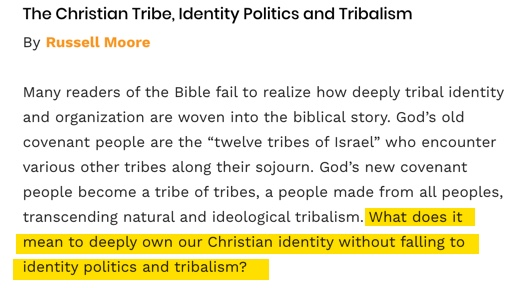 The Christian Tribe, Identity Politics and Tribalism
By Russell Moore
Many readers of the Bible fail to realize how deeply tribal identity
and organization are woven into the biblical story. God’s old
covenant people are the “twelve tribes of Israel” who encounter
various other tribes along their sojourn. God’s new covenant
people become a tribe of tribes, a people made from all peoples,
transcending natural and ideological tribalism. What does it
mean to deeply own our Christian identity without falling to
identity politics and tribalism?